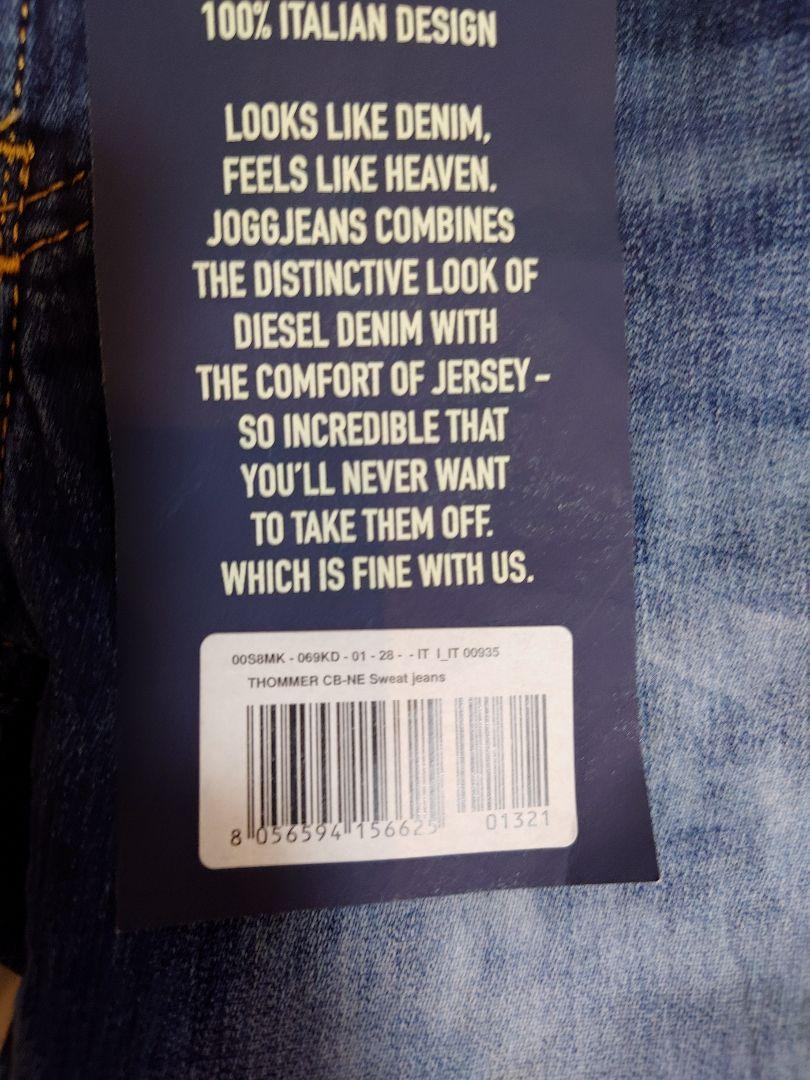 100% ITALIAN DESIGN
LOOKS LIKE DENIM,
FEELS LIKE HEAVEN.
JOGGJEANS COMBINES
THE DISTINCTIVE LOOK OF
DIESEL DENIM WITH
THE COMFORT OF JERSEY –
SO INCREDIBLE THAT
YOU'LL NEVER WANT
TO TAKE THEM OFF.
WHICH IS FINE WITH US.
00S8MK - 069KD - 01 - 28 - - IT I_IT 00935
THOMMER CB-NE Sweat jeans
8 056594 156625 01321